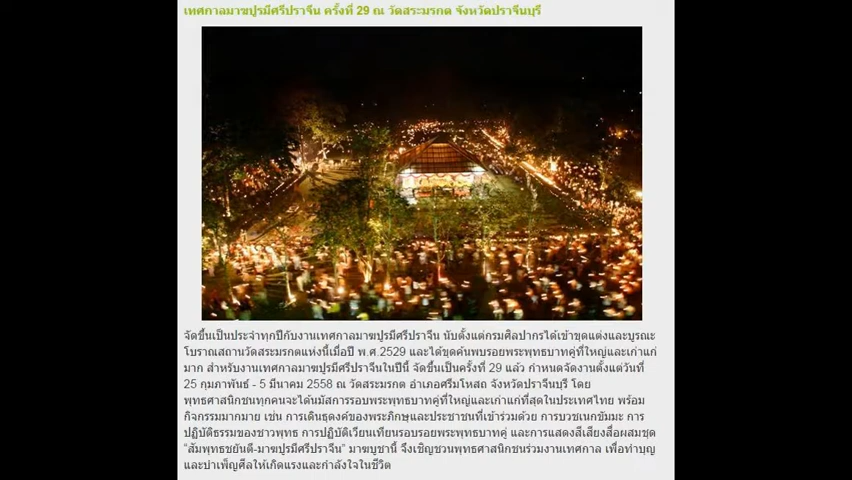 เทศกาลมาฆปูรมีศรีปราจีน ครั้งที่ 29 ณ วัดสระมรกต จังหวัดปราจีนบุรี
จัดขึ้นเป็นประจำทุกปีกับงานเทศกาลมาฆปูรมีศรีปราจีน นับตั้งแต่กรมศิลปากรได้เข้าขุดแต่งและบูรณะ
โบราณสถานวัดสระมรกตแห่งนี้เมื่อปี พ.ศ.2529 และได้ขุดค้นพบรอยพระพุทธบาทคู่ที่ใหญ่และเก่าแก่
มาก สำหรับงานเทศกาลมาฆปูรมีศรีปราจีนในปีนี้ จัดขึ้นเป็นครั้งที่ 29 แล้ว กำหนดจัดงานตั้งแต่วันที่
25 กุมภาพันธ์ - 5 มีนาคม 2558 ณ วัดสระมรกต อำเภอศรีมโหสถ จังหวัดปราจีนบุรี โดย
พุทธศาสนิกชนทุกคนจะได้นมัสการรอบพระพุทธบาทคู่ที่ใหญ่และเก่าแก่ที่สุดในประเทศไทย พร้อม
กิจกรรมมากมาย เช่น การเดินธุดงค์ของพระภิกษุและประชาชนที่เข้าร่วมด้วย การบวชเนกขัมมะ การ
ปฏิบัติธรรมของชาวพุทธ การปฏิบัติเวียนเทียนรอบรอยพระพุทธบาทคู่ และการแสดงสีเสียงสื่อผสมชุด
“สัมพุทธชยันตี-มาฆปูรมีศรีปราจีน” มาฆบูชานี้ จึงเชิญชวนพุทธศาสนิกชนร่วมงานเทศกาล เพื่อทำบุญ
และบำเพ็ญศีลให้เกิดแรงและกำลังใจในชีวิต